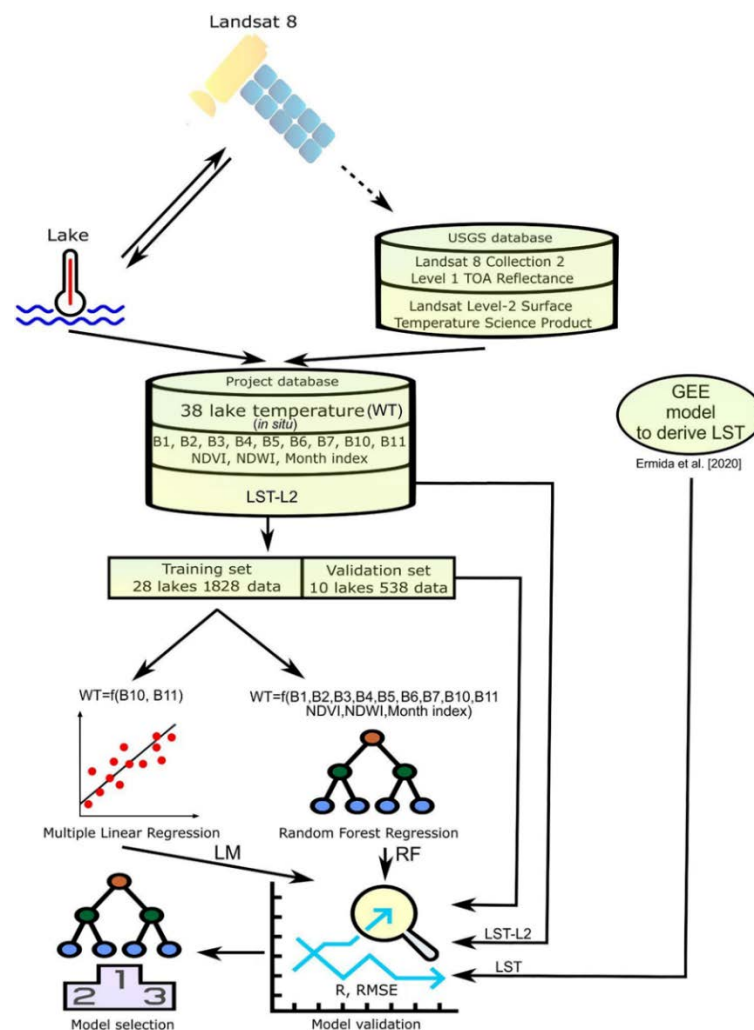 Landsat 8
Lake
USGS database
Landsat 8 Collection 2
Level 1 TOA Reflectance
Landsat Level-2 Surface
Temperature Science Product
Project database
38 lake temperature (WT)
(in situ)
B1, B2, B3, B4, B5, B6, B7, B10, B11
NDVI, NDWI, Month index
LST-L2
GEE
model
to derive LST
Ermida et al. [2020]
Training set
28 lakes 1828 data
Validation set
10 lakes 538 data
WT=f(B10, B11)
WT=f(B1,B2,B3,B4,B5,B6,B7,B10,B11
NDVI,NDWI,Month index)
Multiple Linear Regression
Random Forest Regression
LM
RF
LST-L2
LST
R, RMSE
1
2
3
Model selection
Model validation